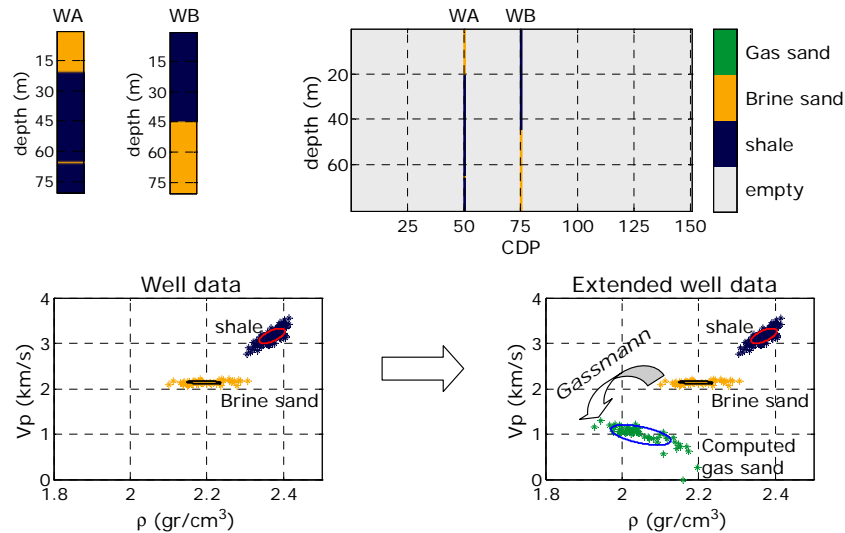 WA
WB
15
30
45
60
75
depth (m)
15
30
45
60
75
depth (m)
WA WB
20
40
60
depth (m)
25 50 75 100 125 150
CDP
Gas sand
Brine sand
shale
empty
Well data
4
3
2
1
0
Vp (km/s)
shale
Brine sand
1.8 2 2.2 2.4
ρ (gr/cm³)
Extended well data
4
3
2
1
0
Vp (km/s)
shale
Gassmann
Brine sand
Computed
gas sand
1.8 2 2.2 2.4
ρ (gr/cm³)